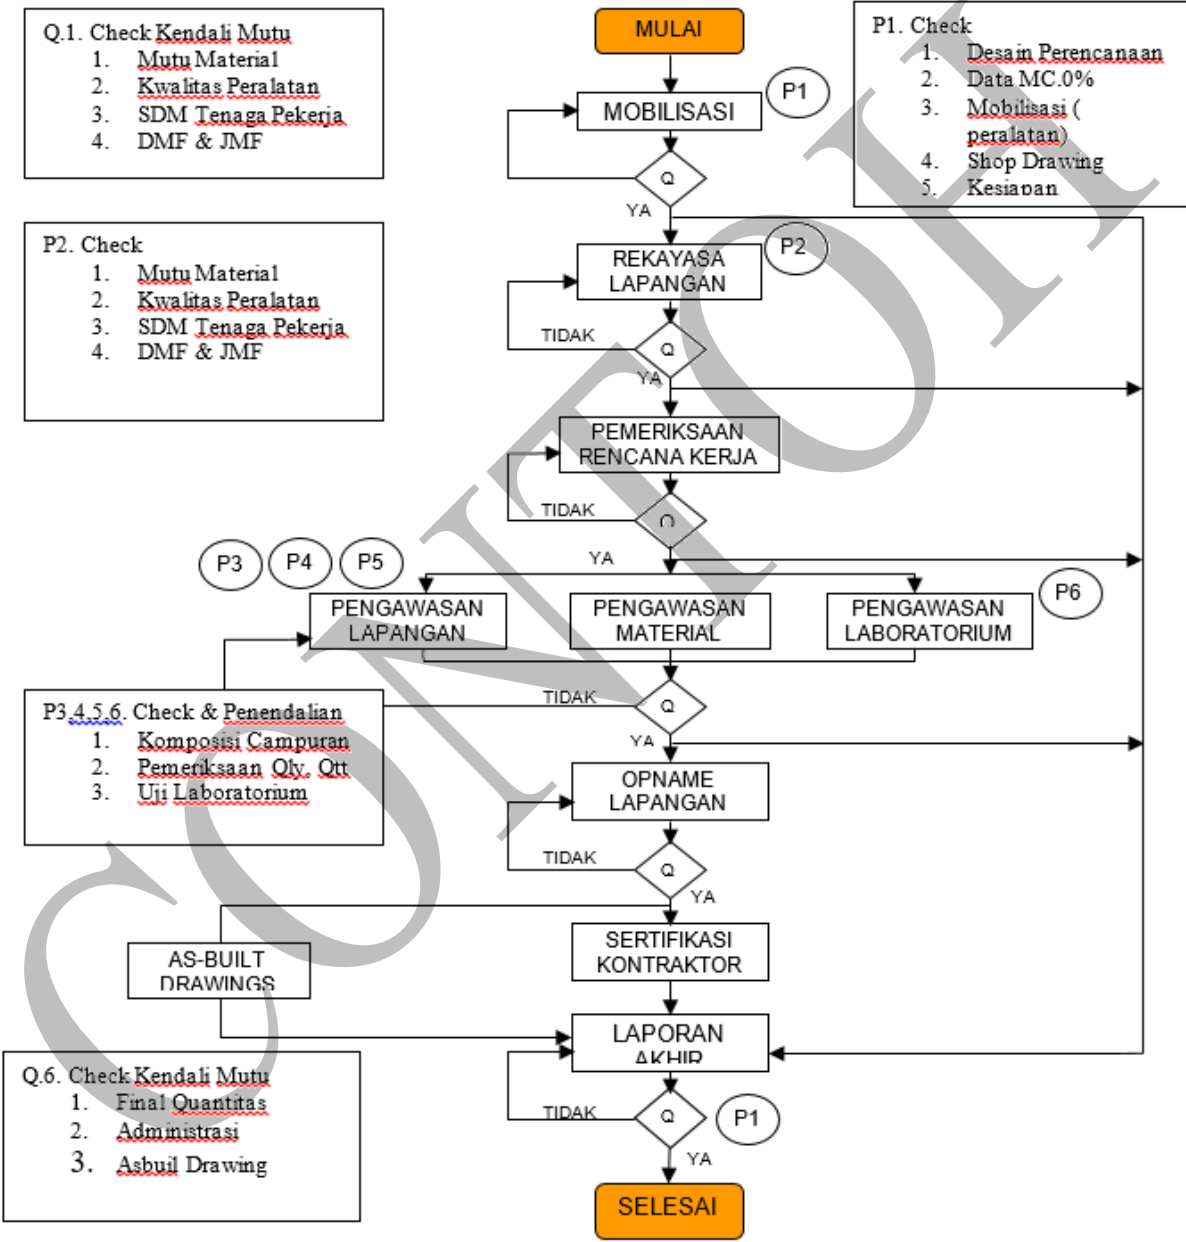 Q.1. Check Kendali Mutu
1. Mutu Material
2. Kwalitas Peralatan
3. SDM Tenaga Pekerja
4. DMF & JMF
MULAI
P1. Check
1. Desain Perencanaan
2. Data MC.0%
3. Mobilisasi (
peralatan)
4. Shop Drawing
5. Kesiapan
MOBILISASI
P1
Q
YA
P2. Check
1. Mutu Material
2. Kwalitas Peralatan
3. SDM Tenaga Pekerja
4. DMF & JMF
REKAYASA
LAPANGAN
P2
TIDAK
Q
YA
PEMERIKSAAN
RENCANA KERJA
TIDAK
Q
YA
P3
P4
P5
P6
PENGAWASAN
LAPANGAN
PENGAWASAN
MATERIAL
PENGAWASAN
LABORATORIUM
P3,4,5,6. Check & Penendalian
1. Komposisi Campuran
2. Pemeriksaan Qly, Qtt
3. Uji Laboratorium
TIDAK
Q
YA
OPNAME
LAPANGAN
TIDAK
Q
YA
AS-BUILT
DRAWINGS
SERTIFIKASI
KONTRAKTOR
LAPORAN
AKHIR
Q.6. Check Kendali Mutu
1. Final Quantitas
2. Administrasi
3. Asbuil Drawing
TIDAK
Q
P1
YA
SELESAI
CONTOH